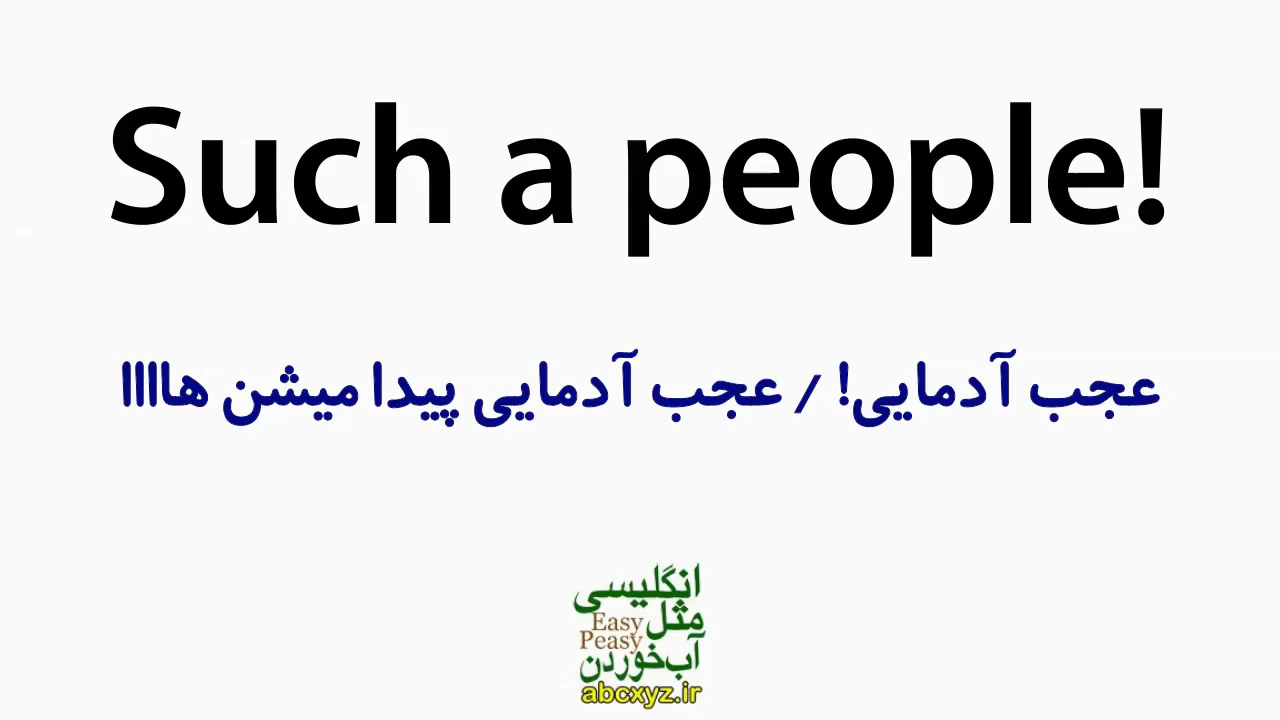 Such a people!
عجب آدمایی! / عجب آدمایی پیدا میشن هاااا
انگلیسی
مثل Easy
Peasy
آب‌خوردن
abcxyz.ir